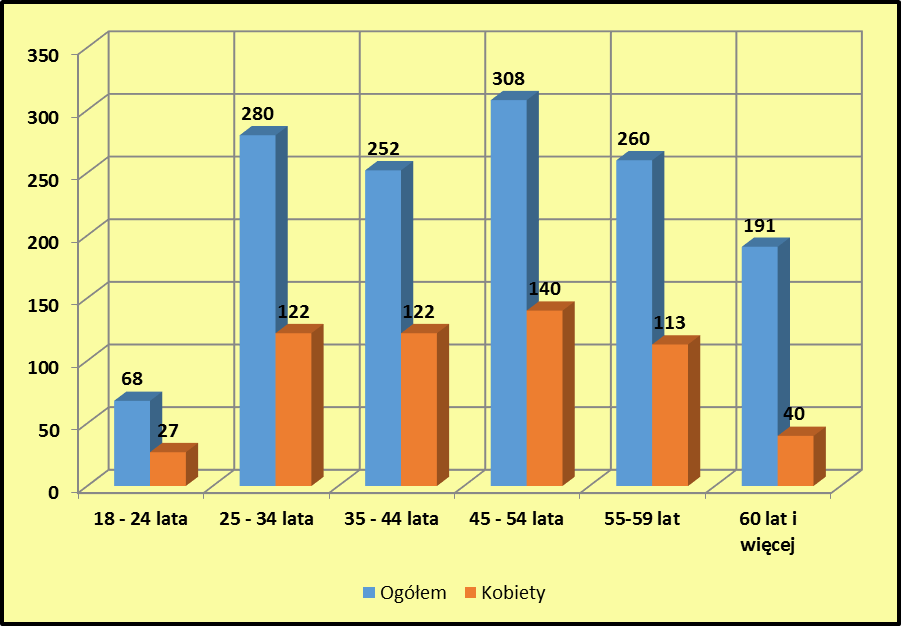 350
300
250
200
150
100
50
0
68
27
280
122
252
122
308
140
260
113
191
40
18 - 24 lata
25 - 34 lata
35 - 44 lata
45 - 54 lata
55-59 lat
60 lat i
więcej
Ogółem
Kobiety